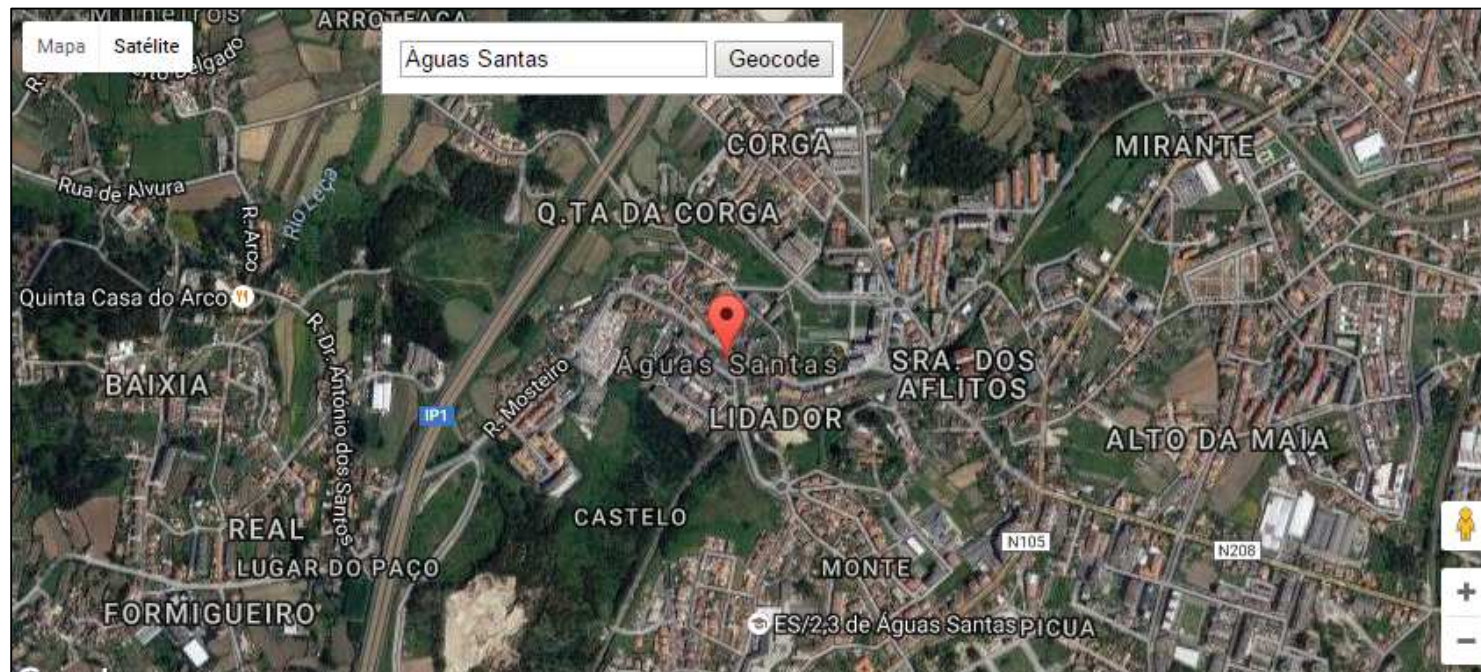 ARROTEAÇA
Mapa
Satélite
Águas Santas
Geocode
CORGA
MIRANTE
Rua de Alvura
Rio Leça
R. Arco
Q.TA DA CORGA
Quinta Casa do Arco
R. Dr. António dos Santos
BAIXIA
IP1
R. Mosteiro
Águas Santas
SRA. DOS
AFLITOS
LIDADOR
ALTO DA MAIA
CASTELO
REAL
N105
N208
LUGAR DO PAÇO
MONTE
FORMIGUEIRO
ES/2,3 de Águas Santas
PICUA
+
−